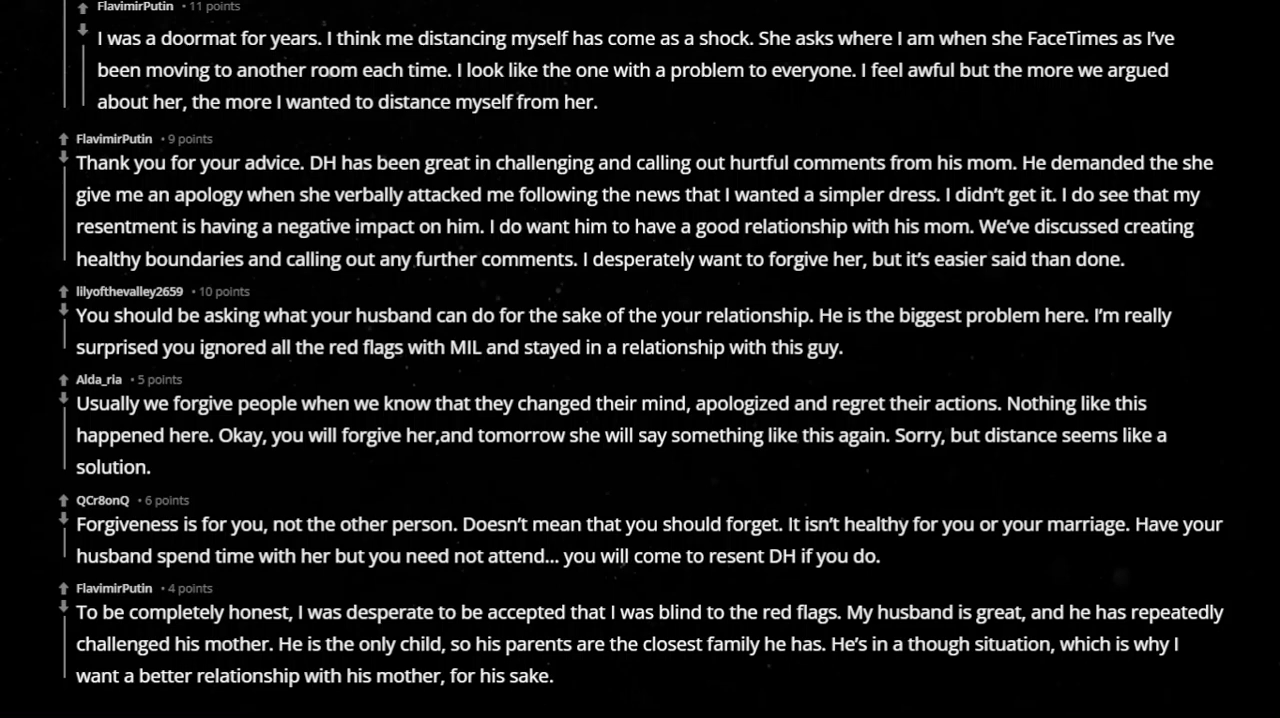 FlavimirPutin • 11 points
I was a doormat for years. I think me distancing myself has come as a shock. She asks where I am when she FaceTimes as I've
been moving to another room each time. I look like the one with a problem to everyone. I feel awful but the more we argued
about her, the more I wanted to distance myself from her.
FlavimirPutin • 9 points
Thank you for your advice. DH has been great in challenging and calling out hurtful comments from his mom. He demanded the she
give me an apology when she verbally attacked me following the news that I wanted a simpler dress. I didn't get it. I do see that my
resentment is having a negative impact on him. I do want him to have a good relationship with his mom. We've discussed creating
healthy boundaries and calling out any further comments. I desperately want to forgive her, but it's easier said than done.
lilyofthevalley2659 • 10 points
You should be asking what your husband can do for the sake of the your relationship. He is the biggest problem here. I'm really
surprised you ignored all the red flags with MIL and stayed in a relationship with this guy.
Alda_ria • 5 points
Usually we forgive people when we know that they changed their mind, apologized and regret their actions. Nothing like this
happened here. Okay, you will forgive her,and tomorrow she will say something like this again. Sorry, but distance seems like a
solution.
QCr8onQ • 6 points
Forgiveness is for you, not the other person. Doesn't mean that you should forget. It isn't healthy for you or your marriage. Have your
husband spend time with her but you need not attend... you will come to resent DH if you do.
FlavimirPutin • 4 points
To be completely honest, I was desperate to be accepted that I was blind to the red flags. My husband is great, and he has repeatedly
challenged his mother. He is the only child, so his parents are the closest family he has. He's in a though situation, which is why I
want a better relationship with his mother, for his sake.